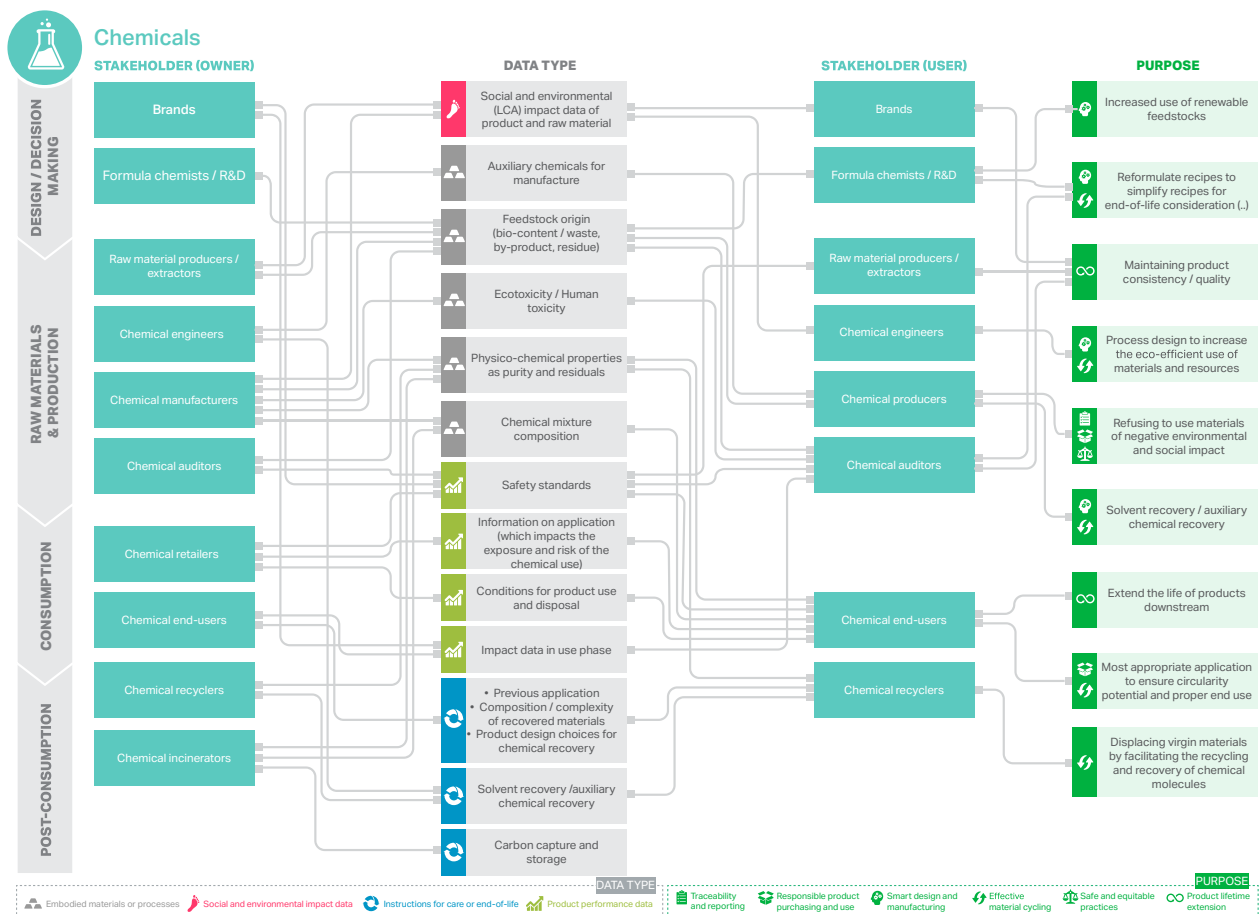 Chemicals
STAKEHOLDER (OWNER)
DATA TYPE
STAKEHOLDER (USER)
PURPOSE
DESIGN / DECISION
MAKING
RAW MATERIALS
& PRODUCTION
CONSUMPTION
POST-CONSUMPTION
Brands
Formula chemists / R&D
Raw material producers /
extractors
Chemical engineers
Chemical manufacturers
Chemical auditors
Chemical retailers
Chemical end-users
Chemical recyclers
Chemical incinerators
Social and environmental
(LCA) impact data of
product and raw material
Auxiliary chemicals for
manufacture
Feedstock origin
(bio-content / waste,
by-product, residue)
Ecotoxicity / Human
toxicity
Physico-chemical properties
as purity and residuals
Chemical mixture
composition
Safety standards
Information on application
(which impacts the
exposure and risk of the
chemical use)
Conditions for product use
and disposal
Impact data in use phase
• Previous application
• Composition / complexity
of recovered materials
• Product design choices for
chemical recovery
Solvent recovery /auxiliary
chemical recovery
Carbon capture and
storage
Brands
Formula chemists / R&D
Raw material producers /
extractors
Chemical engineers
Chemical producers
Chemical auditors
Chemical end-users
Chemical recyclers
Increased use of renewable
feedstocks
Reformulate recipes to
simplify recipes for
end-of-life consideration (..)
Maintaining product
consistency / quality
Process design to increase
the eco-efficient use of
materials and resources
Refusing to use materials
of negative environmental
and social impact
Solvent recovery / auxiliary
chemical recovery
Extend the life of products
downstream
Most appropriate application
to ensure circularity
potential and proper end use
Displacing virgin materials
by facilitating the recycling
and recovery of chemical
molecules
DATA TYPE
Embodied materials or processes
Social and environmental impact data
Instructions for care or end-of-life
Product performance data
PURPOSE
Traceability
and reporting
Responsible product
purchasing and use
Smart design and
manufacturing
Effective
material cycling
Safe and equitable
practices
Product lifetime
extension